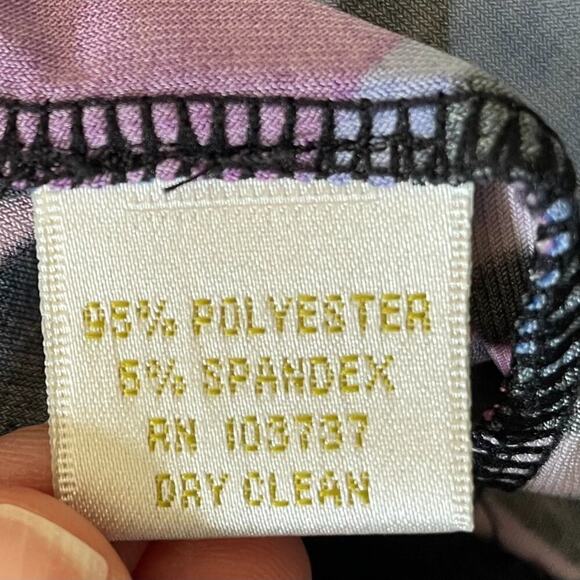 95% POLYESTER
5% SPANDEX
RN 103737
DRY CLEAN